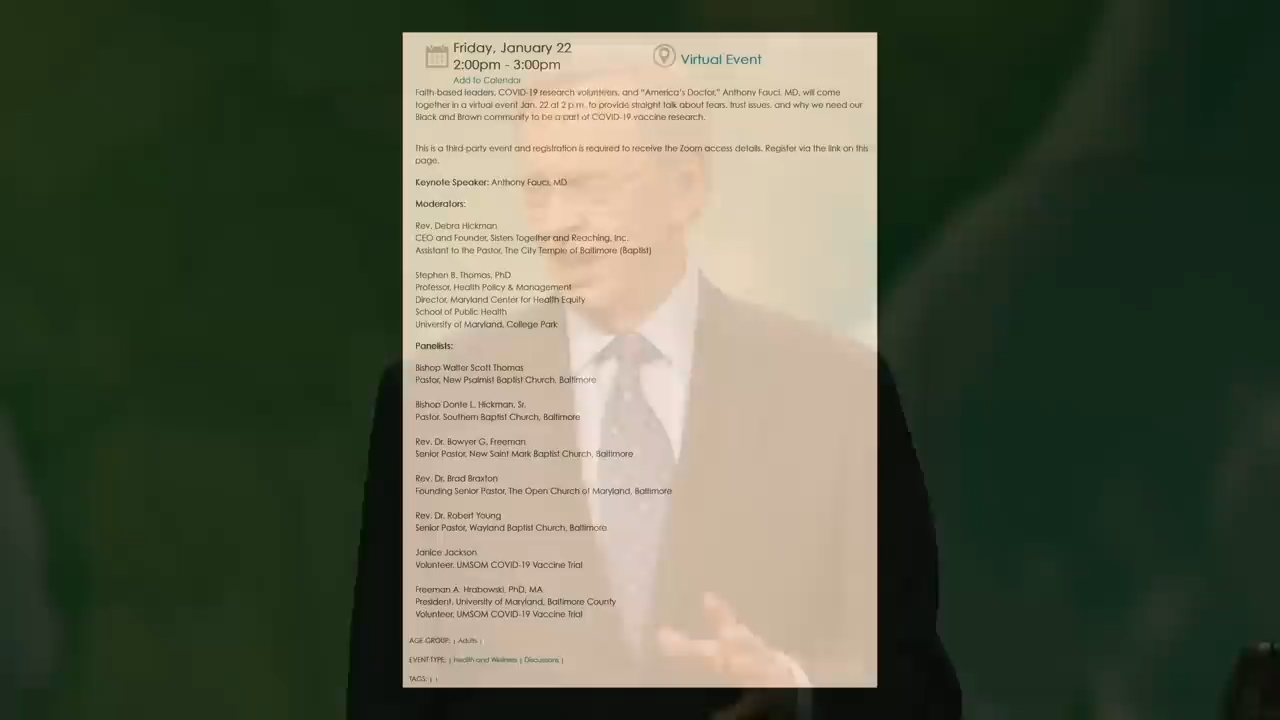 Friday, January 22
2:00pm - 3:00pm
Virtual Event
Add to Calendar
Faith-based leaders, COVID-19 research volunteers, and "America's Doctor," Anthony Fauci, MD, will come
together in a virtual event Jan. 22 at 2 p.m. to provide straight talk about fears, trust issues, and why we need our
Black and Brown community to be a part of COVID-19 vaccine research.
This is a third-party event and registration is required to receive the Zoom access details. Register via the link on this
page.
Keynote Speaker: Anthony Fauci, MD
Moderators:
Rev. Debra Hickman
CEO and Founder, Sisters Together and Reaching, Inc.
Assistant to the Pastor, The City Temple of Baltimore (Baptist)
Stephen B. Thomas, PhD
Professor, Health Policy & Management
Director, Maryland Center for Health Equity
School of Public Health
University of Maryland, College Park
Panelists:
Bishop Walter Scott Thomas
Pastor, New Psalmist Baptist Church, Baltimore
Bishop Donte L. Hickman, Sr.
Pastor, Southern Baptist Church, Baltimore
Rev. Dr. Bowyer G. Freeman
Senior Pastor, New Saint Mark Baptist Church, Baltimore
Rev. Dr. Brad Braxton
Founding Senior Pastor, The Open Church of Maryland, Baltimore
Rev. Dr. Robert Young
Senior Pastor, Wayland Baptist Church, Baltimore
Janice Jackson
Volunteer, UMSOM COVID-19 Vaccine Trial
Freeman A. Hrabowski, PhD, MA
President, University of Maryland, Baltimore County
Volunteer, UMSOM COVID-19 Vaccine Trial
AGE GROUP: | Adults |
EVENT TYPE: | Health and Wellness | Discussions |
TAGS: | |